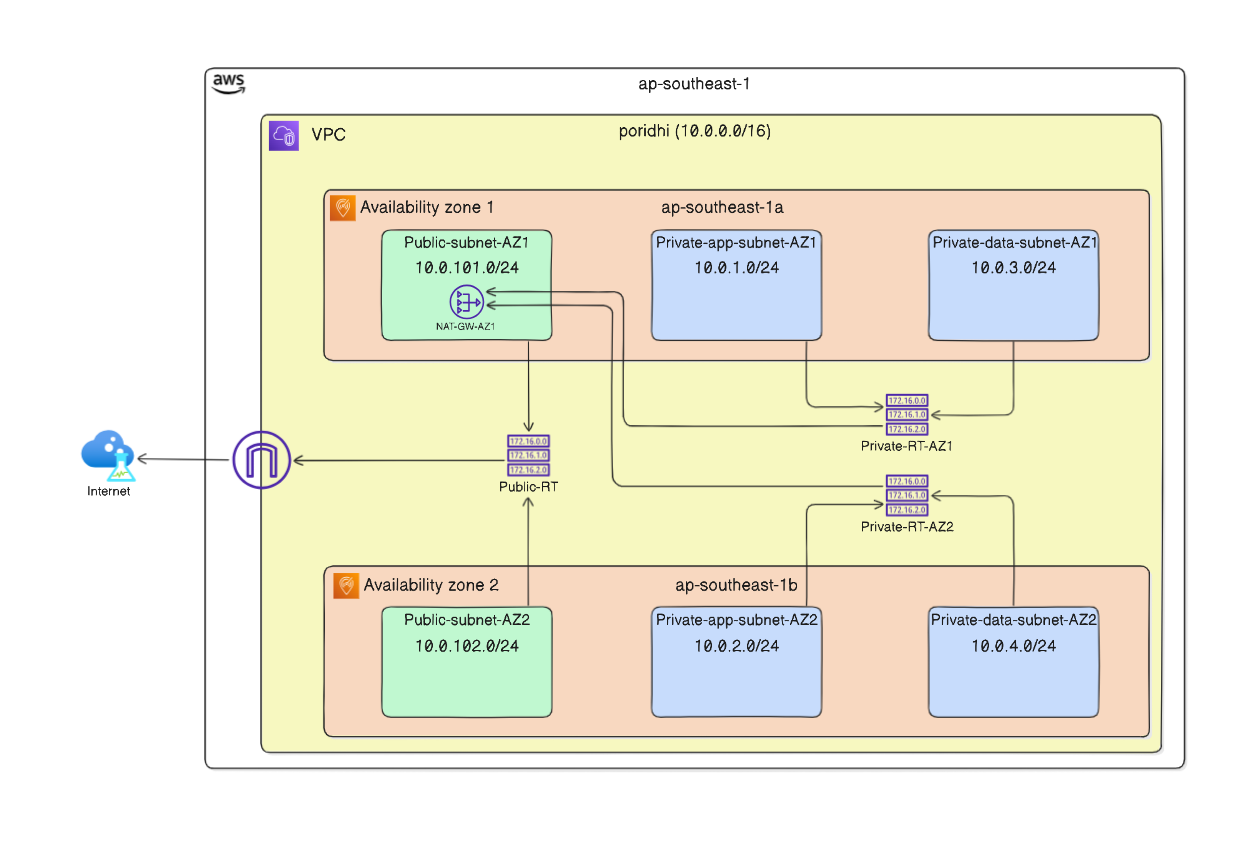 aws
ap-southeast-1
VPC
poridhi (10.0.0.0/16)
Availability zone 1
ap-southeast-1a
Public-subnet-AZ1
10.0.101.0/24
NAT-GW-AZ1
Private-app-subnet-AZ1
10.0.1.0/24
Private-data-subnet-AZ1
10.0.3.0/24
172.16.0.0
172.16.1.0
172.16.2.0
Private-RT-AZ1
172.16.0.0
172.16.1.0
172.16.2.0
Public-RT
Internet
172.16.0.0
172.16.1.0
172.16.2.0
Private-RT-AZ2
Availability zone 2
ap-southeast-1b
Public-subnet-AZ2
10.0.102.0/24
Private-app-subnet-AZ2
10.0.2.0/24
Private-data-subnet-AZ2
10.0.4.0/24